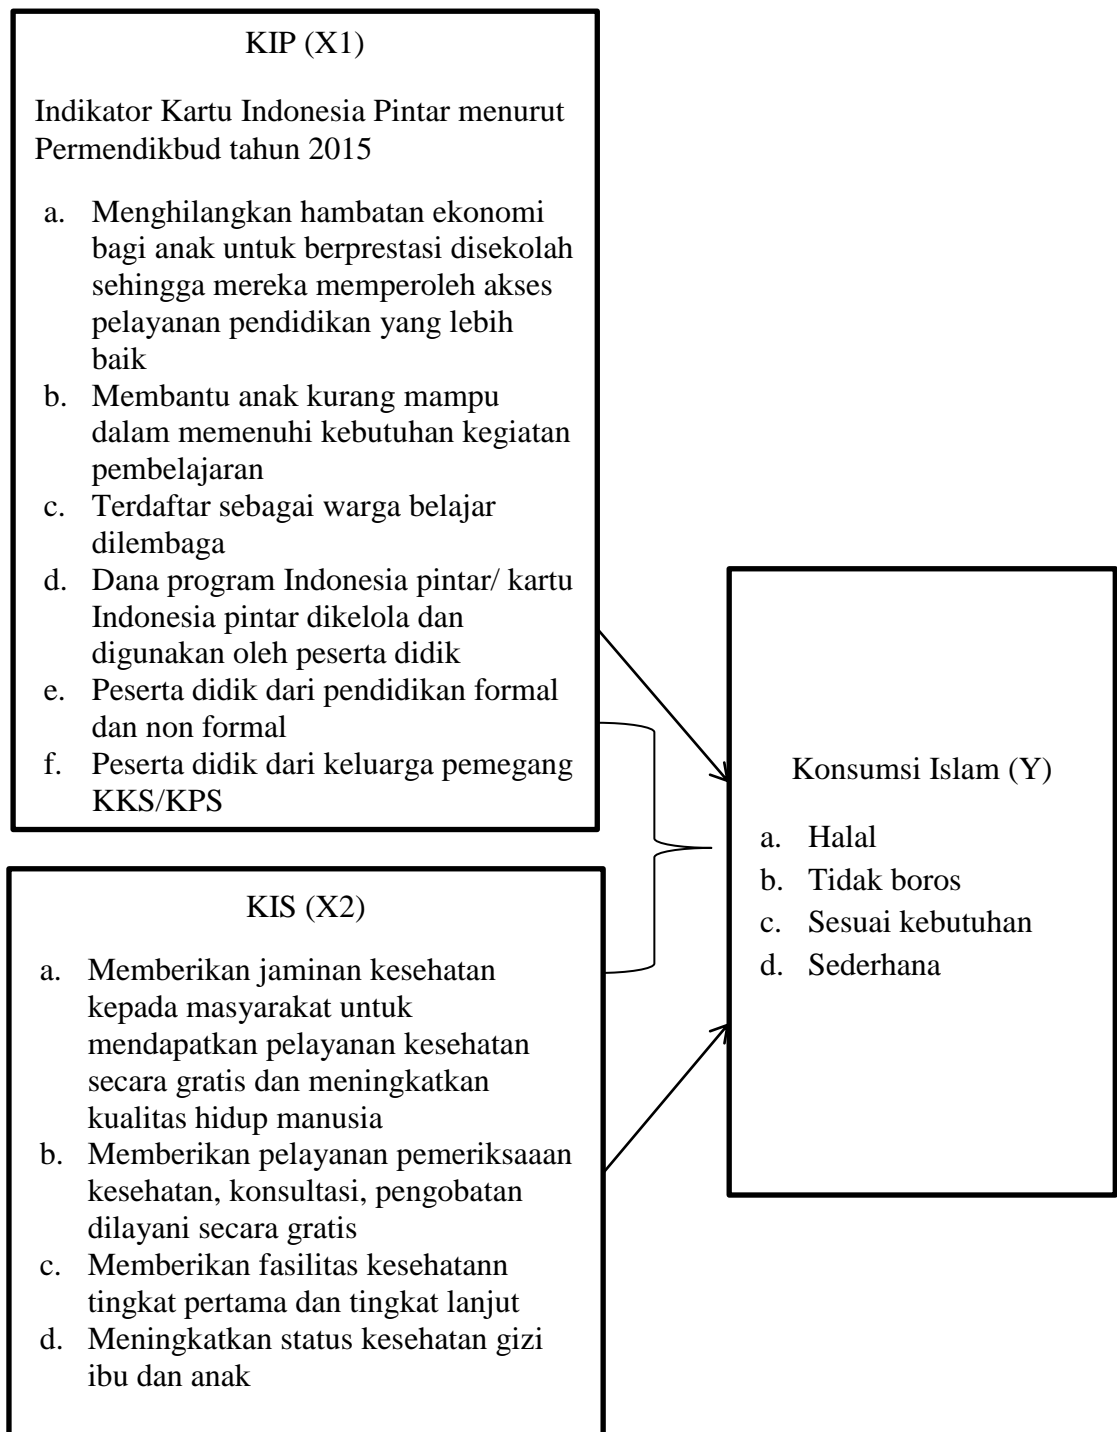 KIP (X1)
Indikator Kartu Indonesia Pintar menurut
Permendikbud tahun 2015
a. Menghilangkan hambatan ekonomi
bagi anak untuk berprestasi disekolah
sehingga mereka memperoleh akses
pelayanan pendidikan yang lebih
baik
b. Membantu anak kurang mampu
dalam memenuhi kebutuhan kegiatan
pembelajaran
c. Terdaftar sebagai warga belajar
dilembaga
d. Dana program Indonesia pintar/ kartu
Indonesia pintar dikelola dan
digunakan oleh peserta didik
e. Peserta didik dari pendidikan formal
dan non formal
f. Peserta didik dari keluarga pemegang
KKS/KPS
KIS (X2)
a. Memberikan jaminan kesehatan
kepada masyarakat untuk
mendapatkan pelayanan kesehatan
secara gratis dan meningkatkan
kualitas hidup manusia
b. Memberikan pelayanan pemeriksaaan
kesehatan, konsultasi, pengobatan
dilayani secara gratis
c. Memberikan fasilitas kesehatann
tingkat pertama dan tingkat lanjut
d. Meningkatkan status kesehatan gizi
ibu dan anak
Konsumsi Islam (Y)
a. Halal
b. Tidak boros
c. Sesuai kebutuhan
d. Sederhana